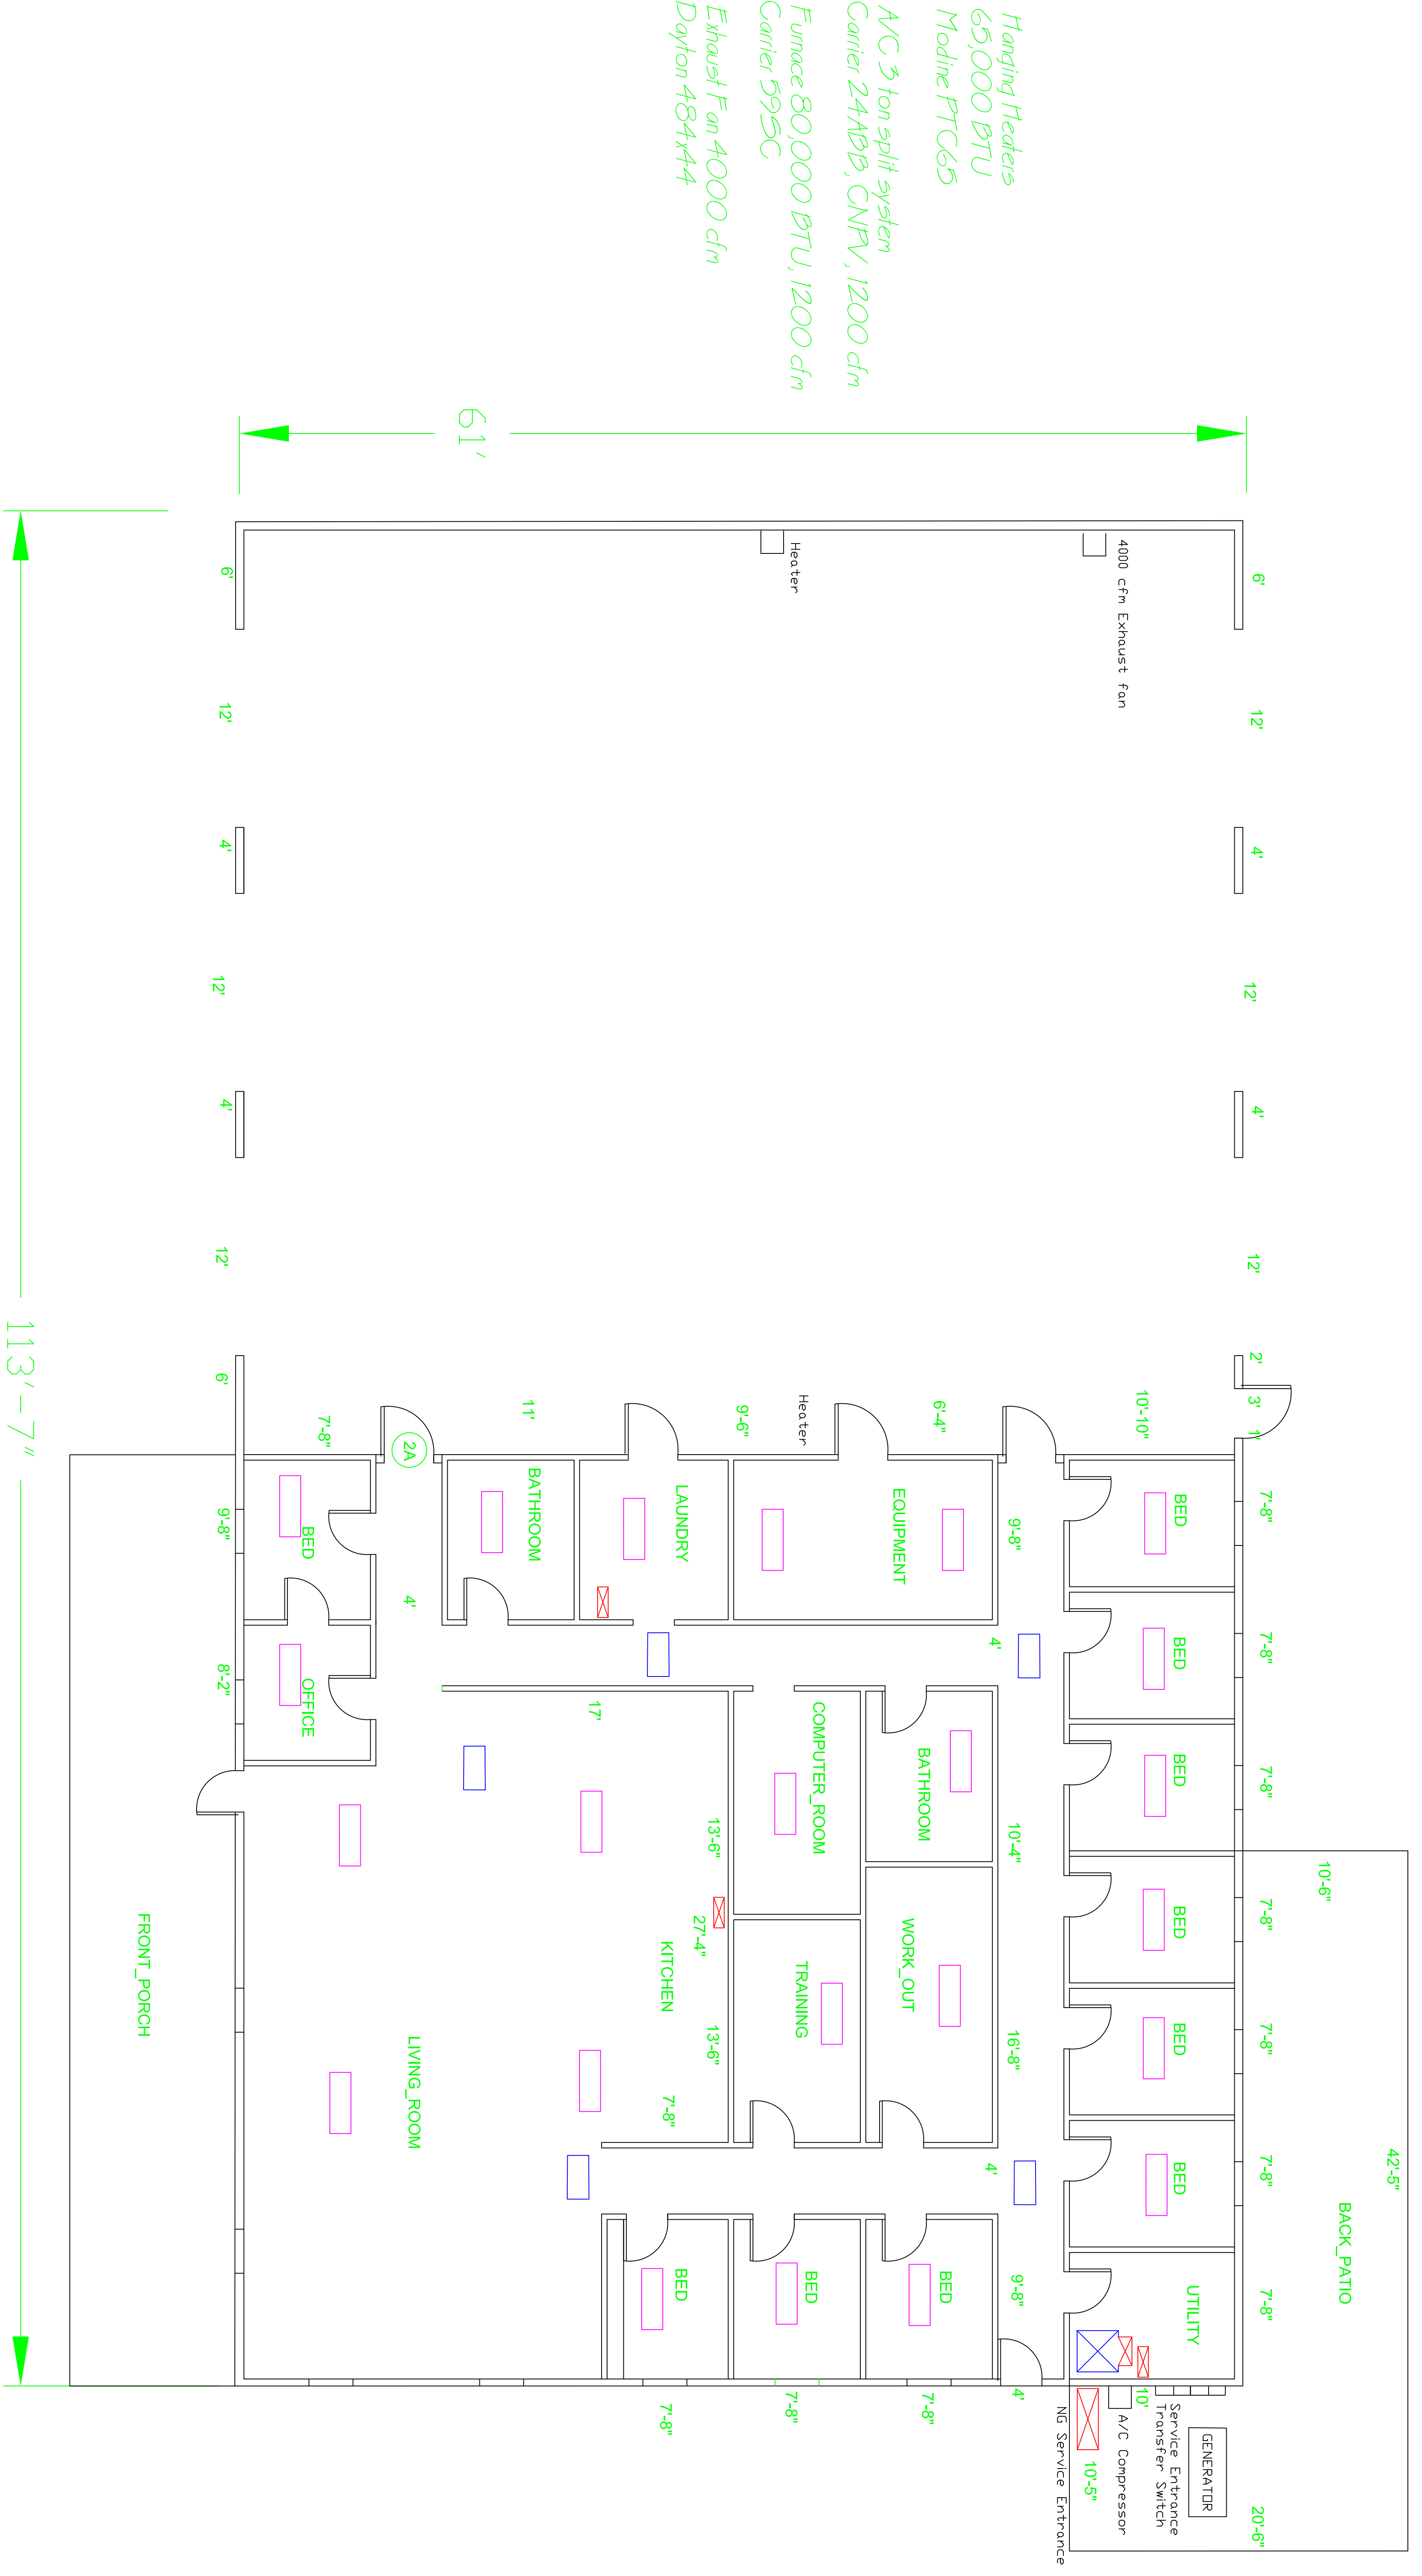 Hanging Heaters
65,000 BTU
Modine PTC65
A/C 3 ton split system
Carrier 24ABB, CNPV, 1200 cfm
Furnace 80,000 BTU, 1200 cfm
Carrier 59SC
Exhaust Fan 4000 cfm
Dayton 484x44
61'
113'-7"
4000 cfm Exhaust fan
Heater
Heater
6'
12'
4'
12'
4'
12'
2'
3'
1'
7'-8"
7'-8"
7'-8"
7'-8"
7'-8"
7'-8"
7'-8"
10'-6"
42'-5"
BACK_PATIO
20'-6"
GENERATOR
Service Entrance
Transfer Switch
A/C Compressor
NG Service Entrance
10'
10'-5"
4'
10'-10"
6'-4"
9'-6"
11'
7'-8"
BED
BED
BED
BED
BED
BED
UTILITY
9'-8"
10'-4"
16'-8"
9'-8"
4'
4'
EQUIPMENT
BATHROOM
WORK_OUT
BED
COMPUTER_ROOM
TRAINING
BED
LAUNDRY
13'-6"
27'-4"
13'-6"
KITCHEN
7'-8"
BED
7'-8"
7'-8"
7'-8"
17'
BATHROOM
2A
4'
LIVING_ROOM
BED
OFFICE
6'
12'
4'
12'
4'
12'
6'
9'-8"
8'-2"
FRONT_PORCH